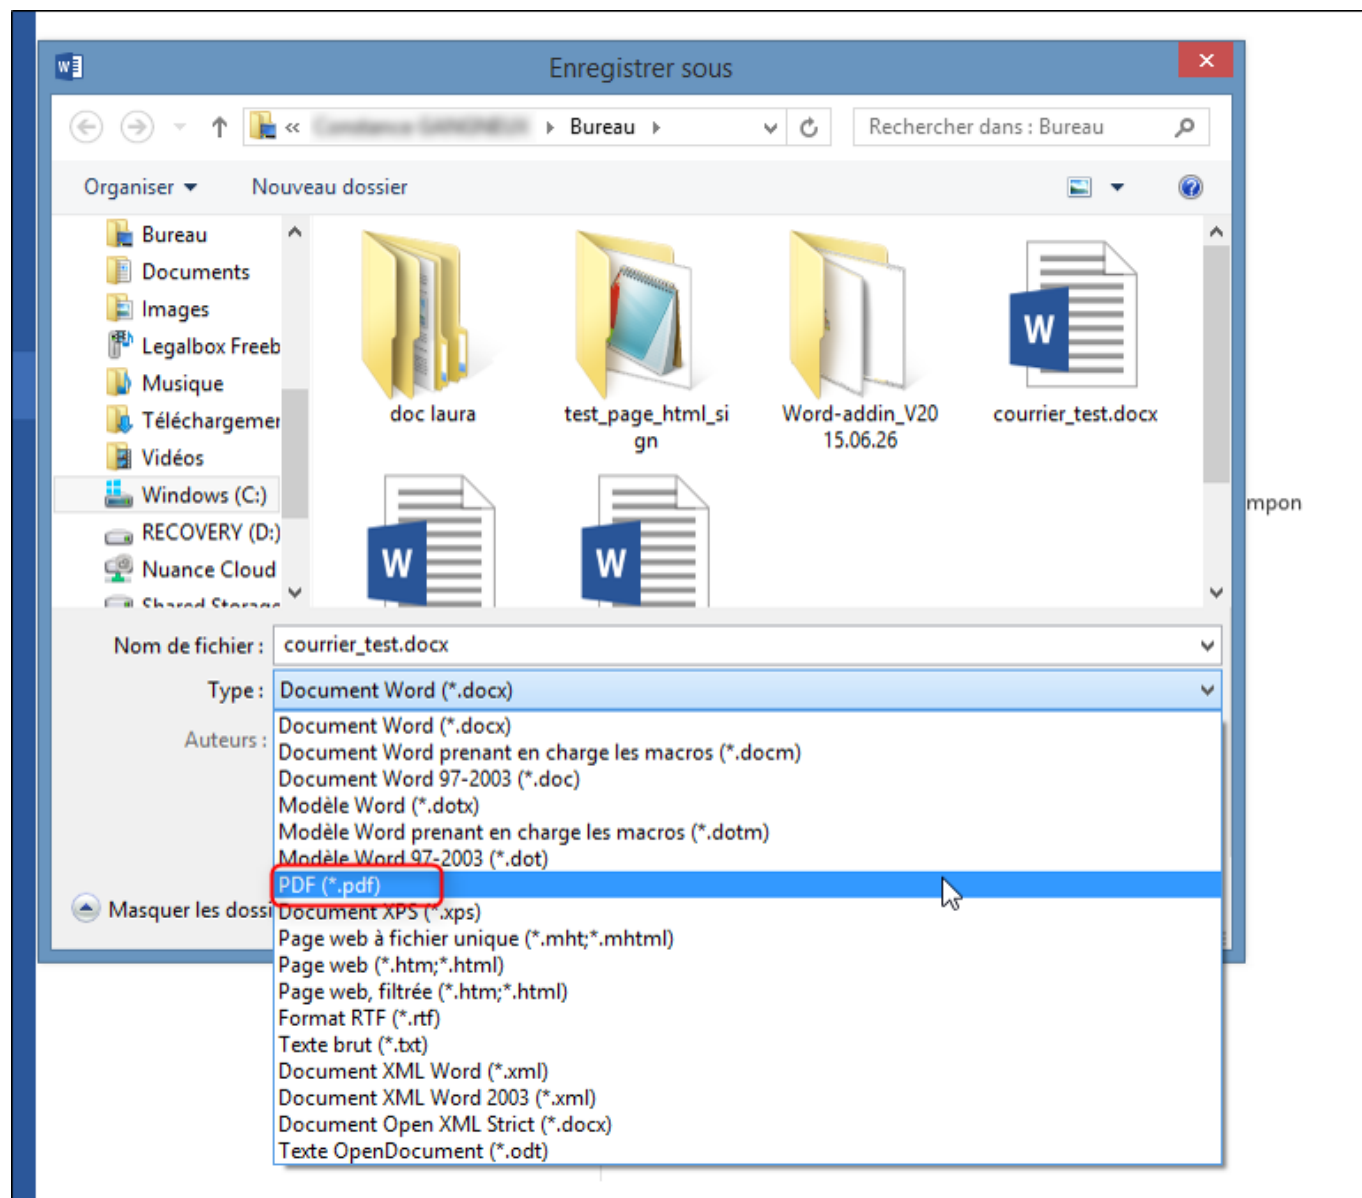 Enregistrer sous
« Bureau
Rechercher dans : Bureau
Organiser
Nouveau dossier
Bureau
Documents
Images
Legalbox Freeb
Musique
Téléchargemer
Vidéos
Windows (C:)
RECOVERY (D:)
Nuance Cloud
Shared Storage
doc laura
test_page_html_si
gn
Word-addin_V20
15.06.26
courrier_test.docx
W
W
W
mpon
Nom de fichier : courrier_test.docx
Type : Document Word (*.docx)
Auteurs :
Document Word (*.docx)
Document Word prenant en charge les macros (*.docm)
Document Word 97-2003 (*.doc)
Modèle Word (*.dotx)
Modèle Word prenant en charge les macros (*.dotm)
Modèle Word 97-2003 (*.dot)
PDF (*.pdf)
Document XPS (*.xps)
Page web à fichier unique (*.mht;*.mhtml)
Page web (*.htm;*.html)
Page web, filtrée (*.htm;*.html)
Format RTF (*.rtf)
Texte brut (*.txt)
Document XML Word (*.xml)
Document XML Word 2003 (*.xml)
Document Open XML Strict (*.docx)
Texte OpenDocument (*.odt)
Masquer les dossi